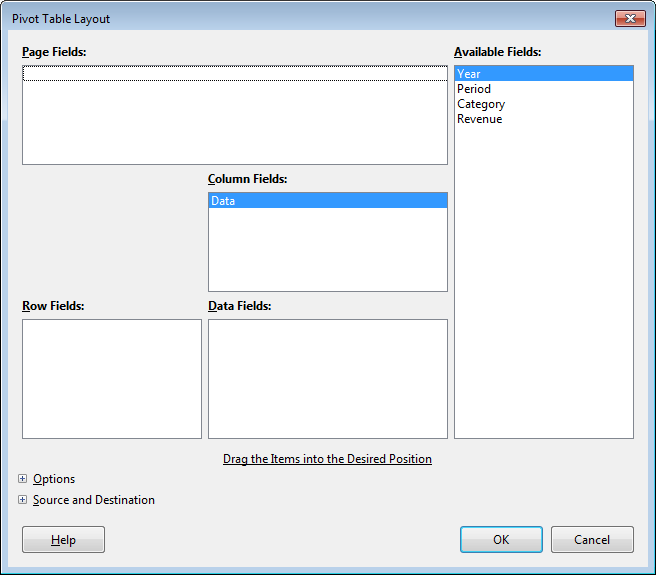 Pivot Table Layout
Page Fields:
Available Fields:
Year
Period
Category
Revenue
Column Fields:
Data
Row Fields:
Data Fields:
Drag the Items into the Desired Position
Options
Source and Destination
Help
OK
Cancel